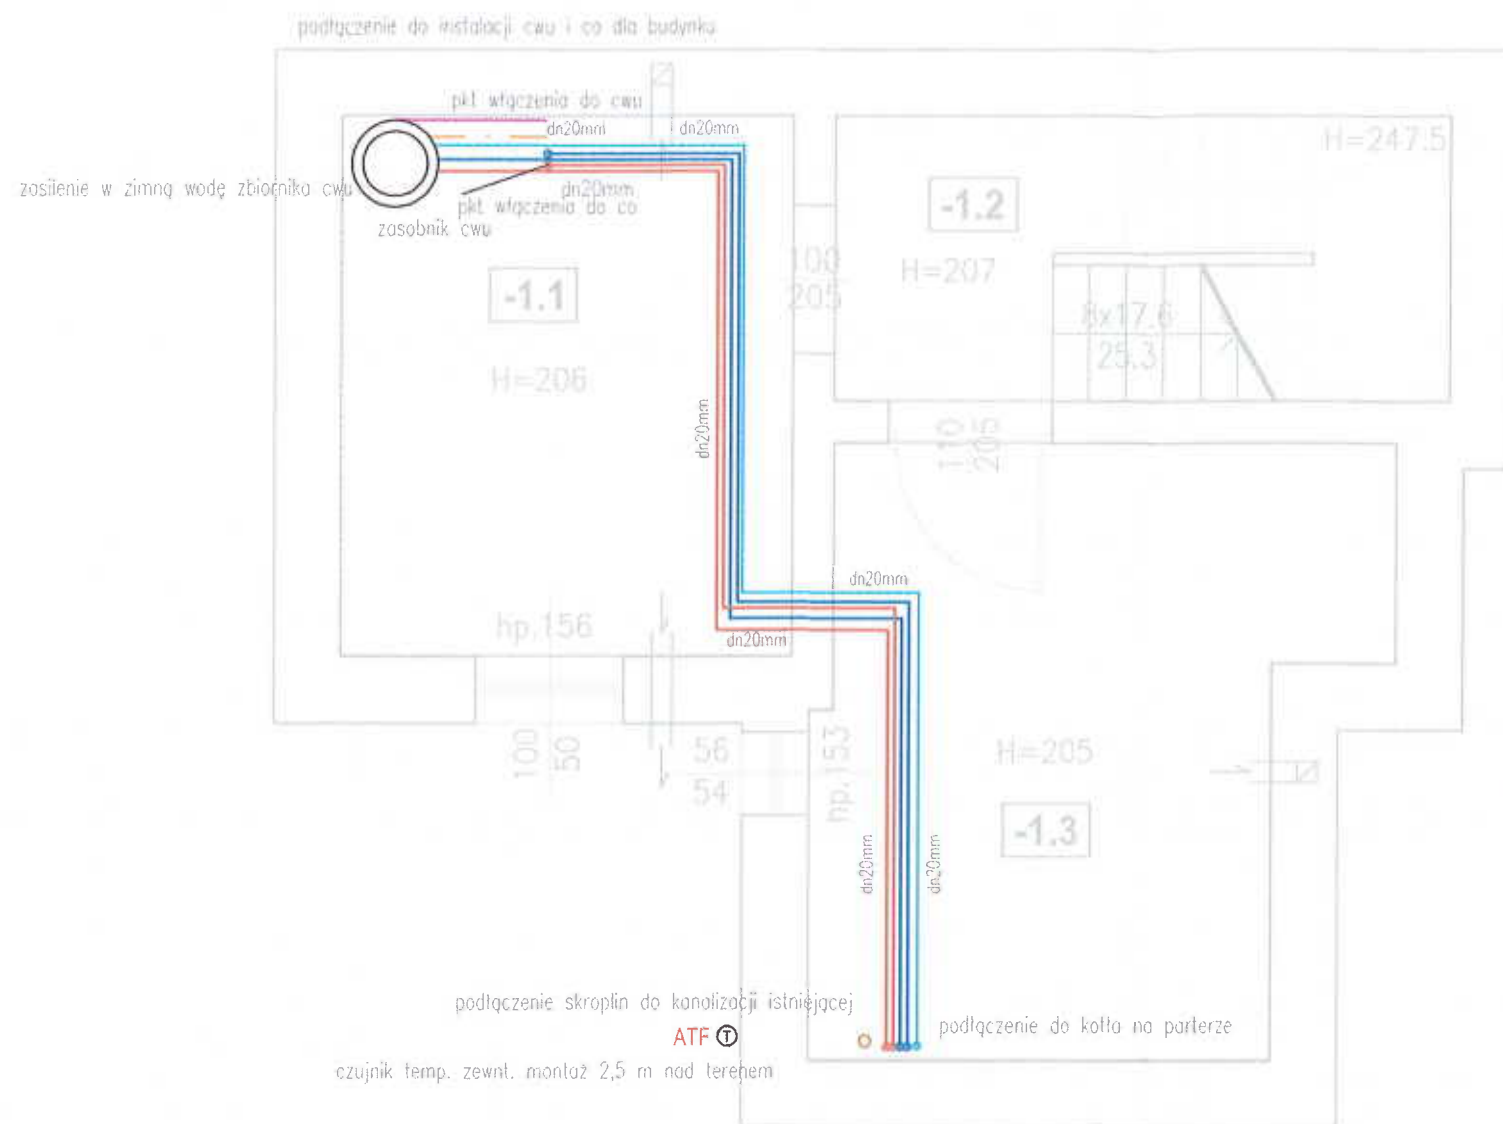 podłączenie do instalacji cwu i co dla budynku
pkt włączenia do cwu
dn20mm
dn20mm
H=247.5
zasilenie w zimną wodę zbiornika cwu
dn20mm
pkt włączenia do co
zasobnik cwu
-1.2
100
205
H=207
-1.1
8x17.6
25.3
H=206
dn20mm
110
205
dn20mm
hp.156
dn20mm
100
50
56
54
hp.153
H=205
-1.3
dn20mm
dn20mm
podłączenie skroplin do kanalizacji istniejącej
ATF T
podłączenie do kotła na parterze
czujnik temp. zewnt. montaż 2,5 m nad terenem